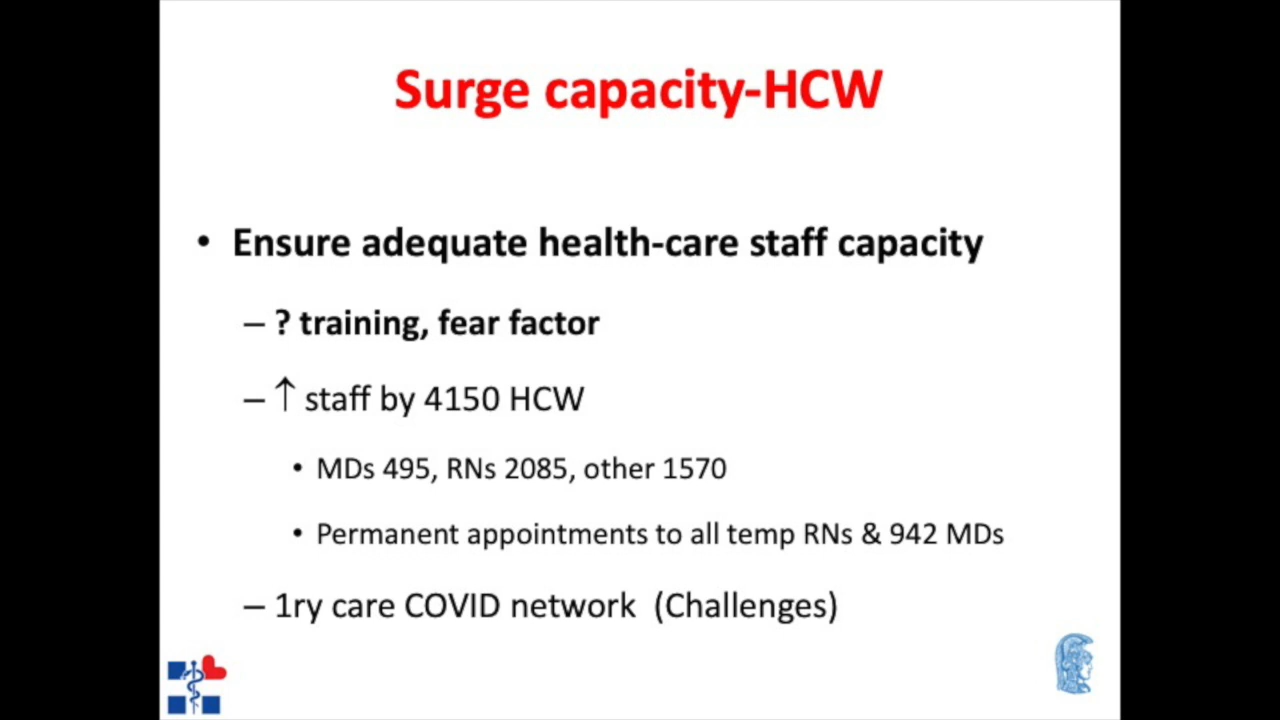 Surge capacity-HCW
• Ensure adequate health-care staff capacity
– ? training, fear factor
– ↑ staff by 4150 HCW
• MDs 495, RNs 2085, other 1570
• Permanent appointments to all temp RNs & 942 MDs
– 1ry care COVID network (Challenges)